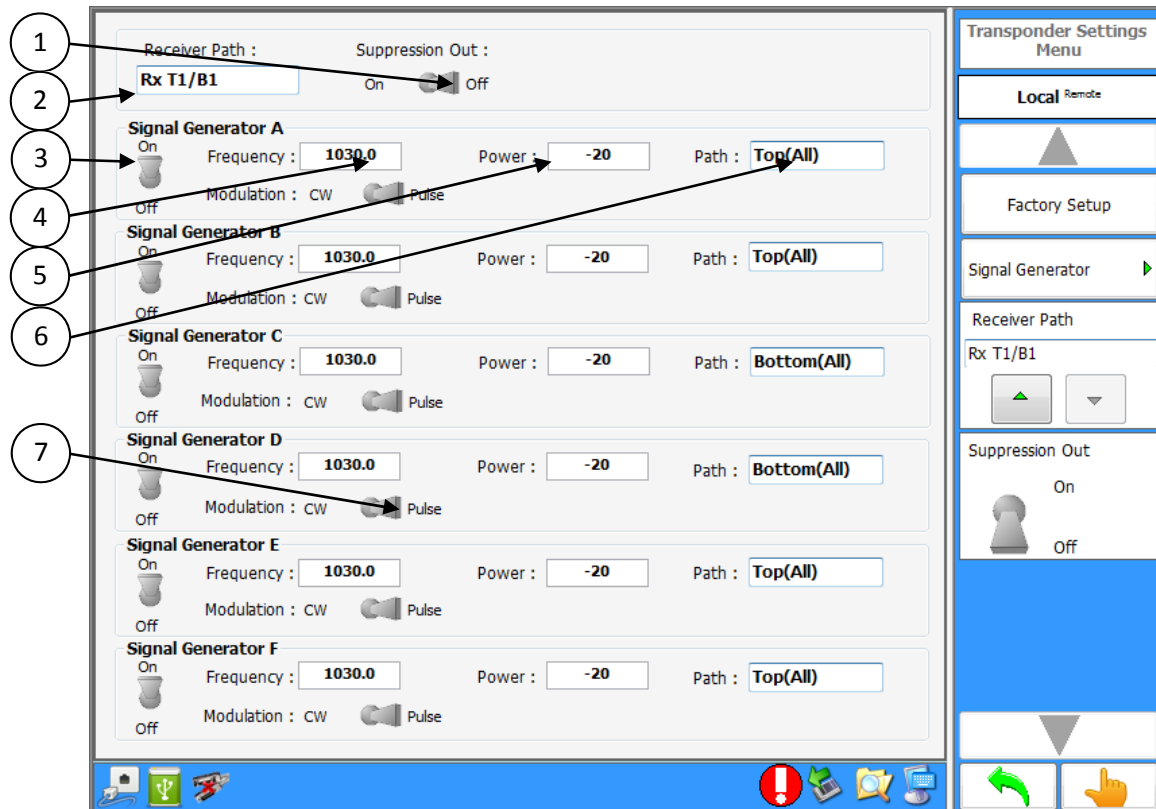 1
Receiver Path : Suppression Out :
Rx T1/B1 On Off
2
Signal Generator A
On
3
Frequency : 1030.0 Power : -20 Path : Top(All)
Modulation : CW Pulse
Off
4
Signal Generator B
On
Frequency : 1030.0 Power : -20 Path : Top(All)
5
Modulation : CW Pulse
Off
6
Signal Generator C
On
Frequency : 1030.0 Power : -20 Path : Bottom(All)
Modulation : CW Pulse
Off
Signal Generator D
7
On
Frequency : 1030.0 Power : -20 Path : Bottom(All)
Modulation : CW Pulse
Off
Signal Generator E
On
Frequency : 1030.0 Power : -20 Path : Top(All)
Modulation : CW Pulse
Off
Signal Generator F
On
Frequency : 1030.0 Power : -20 Path : Top(All)
Modulation : CW Pulse
Off
Transponder Settings
Menu
Local Remote
Factory Setup
Signal Generator
Receiver Path
Rx T1/B1
Suppression Out
On
Off